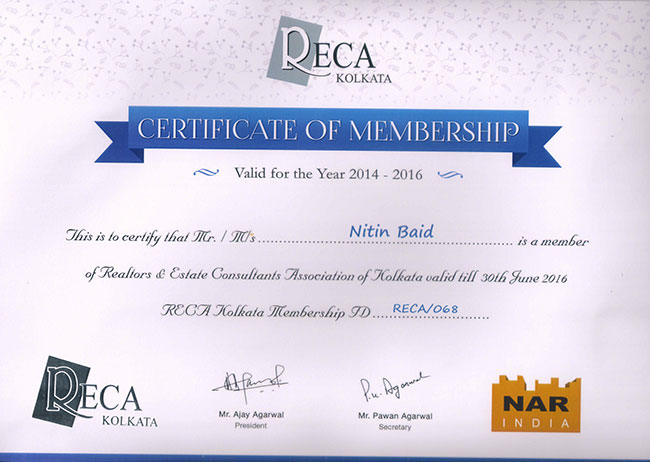 RECA
KOLKATA
CERTIFICATE OF MEMBERSHIP
Valid for the Year 2014 - 2016
This is to certify that Mr. / M/s.......... Nitin Baid .......... is a member
of Realtors & Estate Consultants Association of Kolkata valid till 30th June 2016
RECA Kolkata Membership ID ...... RECA/068 ......
RECA
KOLKATA
P.K. Agarwal
Mr. Ajay Agarwal
President
Mr. Pawan Agarwal
Secretary
NAR
INDIA